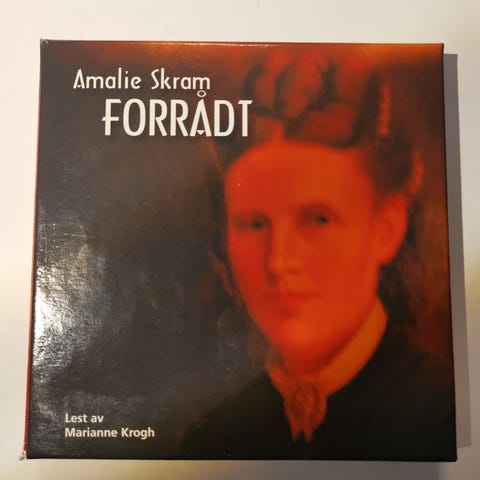 Amalie Skram
FORRÅDT
Lest av
Marianne Krogh